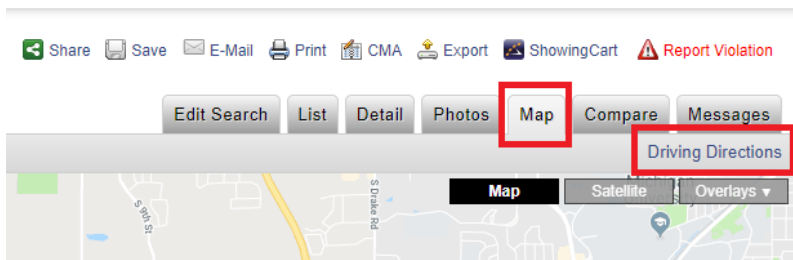 Share Save E-Mail Print CMA Export ShowingCart Report Violation
Edit Search List Detail Photos Map Compare Messages
Driving Directions
Map Satellite Overlays ▼
S 9th St
S Drake Rd